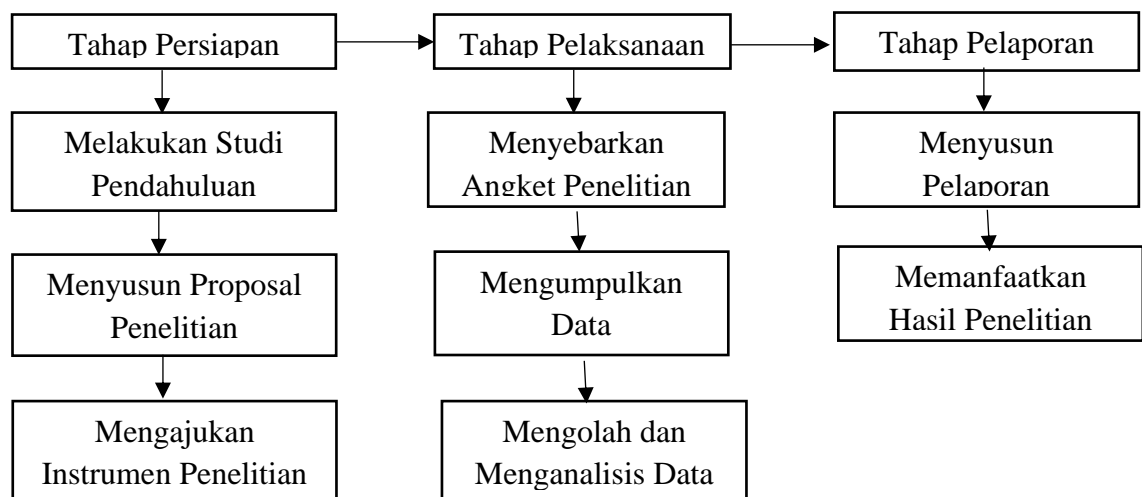 Tahap Persiapan
Tahap Pelaksanaan
Tahap Pelaporan
Melakukan Studi
Pendahuluan
Menyebarkan
Angket Penelitian
Menyusun
Pelaporan
Menyusun Proposal
Penelitian
Mengumpulkan
Data
Memanfaatkan
Hasil Penelitian
Mengajukan
Instrumen Penelitian
Mengolah dan
Menganalisis Data